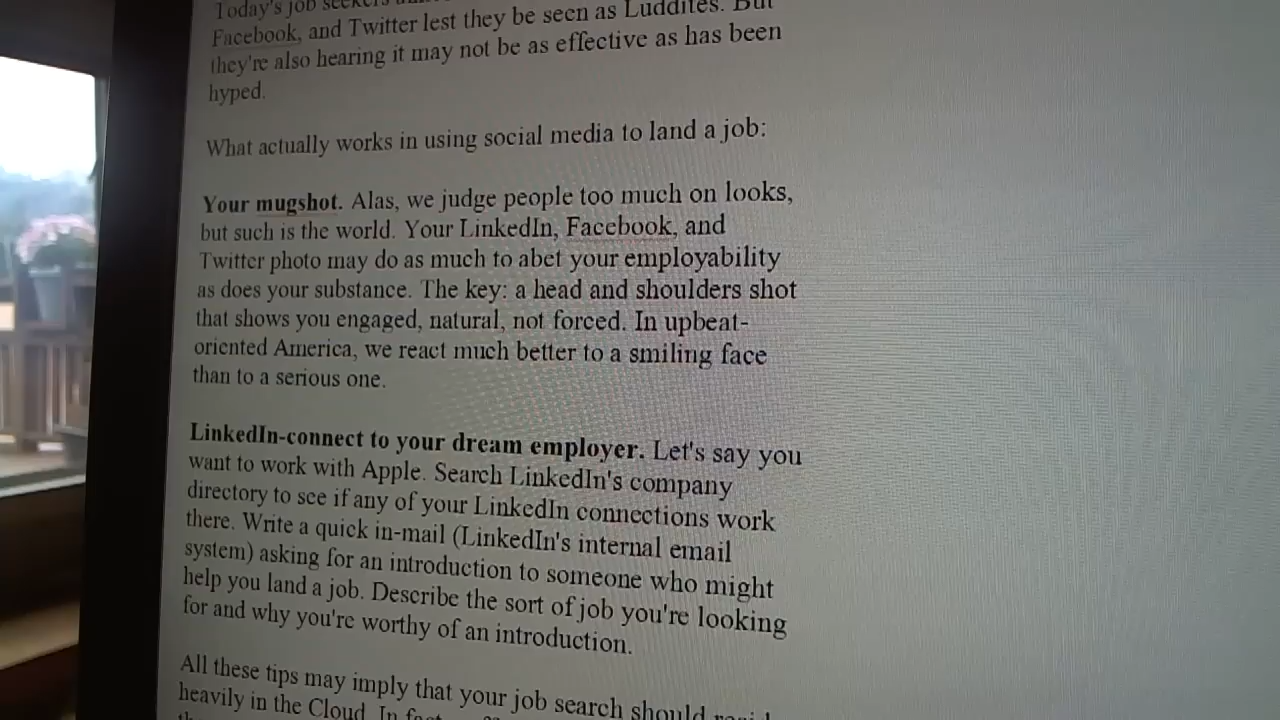 Today's job seekers
Facebook, and Twitter lest they be seen as Luddites. But
they're also hearing it may not be as effective as has been
hyped.
What actually works in using social media to land a job:
Your mugshot. Alas, we judge people too much on looks,
but such is the world. Your LinkedIn, Facebook, and
Twitter photo may do as much to abet your employability
as does your substance. The key: a head and shoulders shot
that shows you engaged, natural, not forced. In upbeat-
oriented America, we react much better to a smiling face
than to a serious one.
LinkedIn-connect to your dream employer. Let's say you
want to work with Apple. Search LinkedIn's company
directory to see if any of your LinkedIn connections work
there. Write a quick in-mail (LinkedIn's internal email
system) asking for an introduction to someone who might
help you land a job. Describe the sort of job you're looking
for and why you're worthy of an introduction.
All these tips may imply that your job search should
heavily in the Cloud. In fact